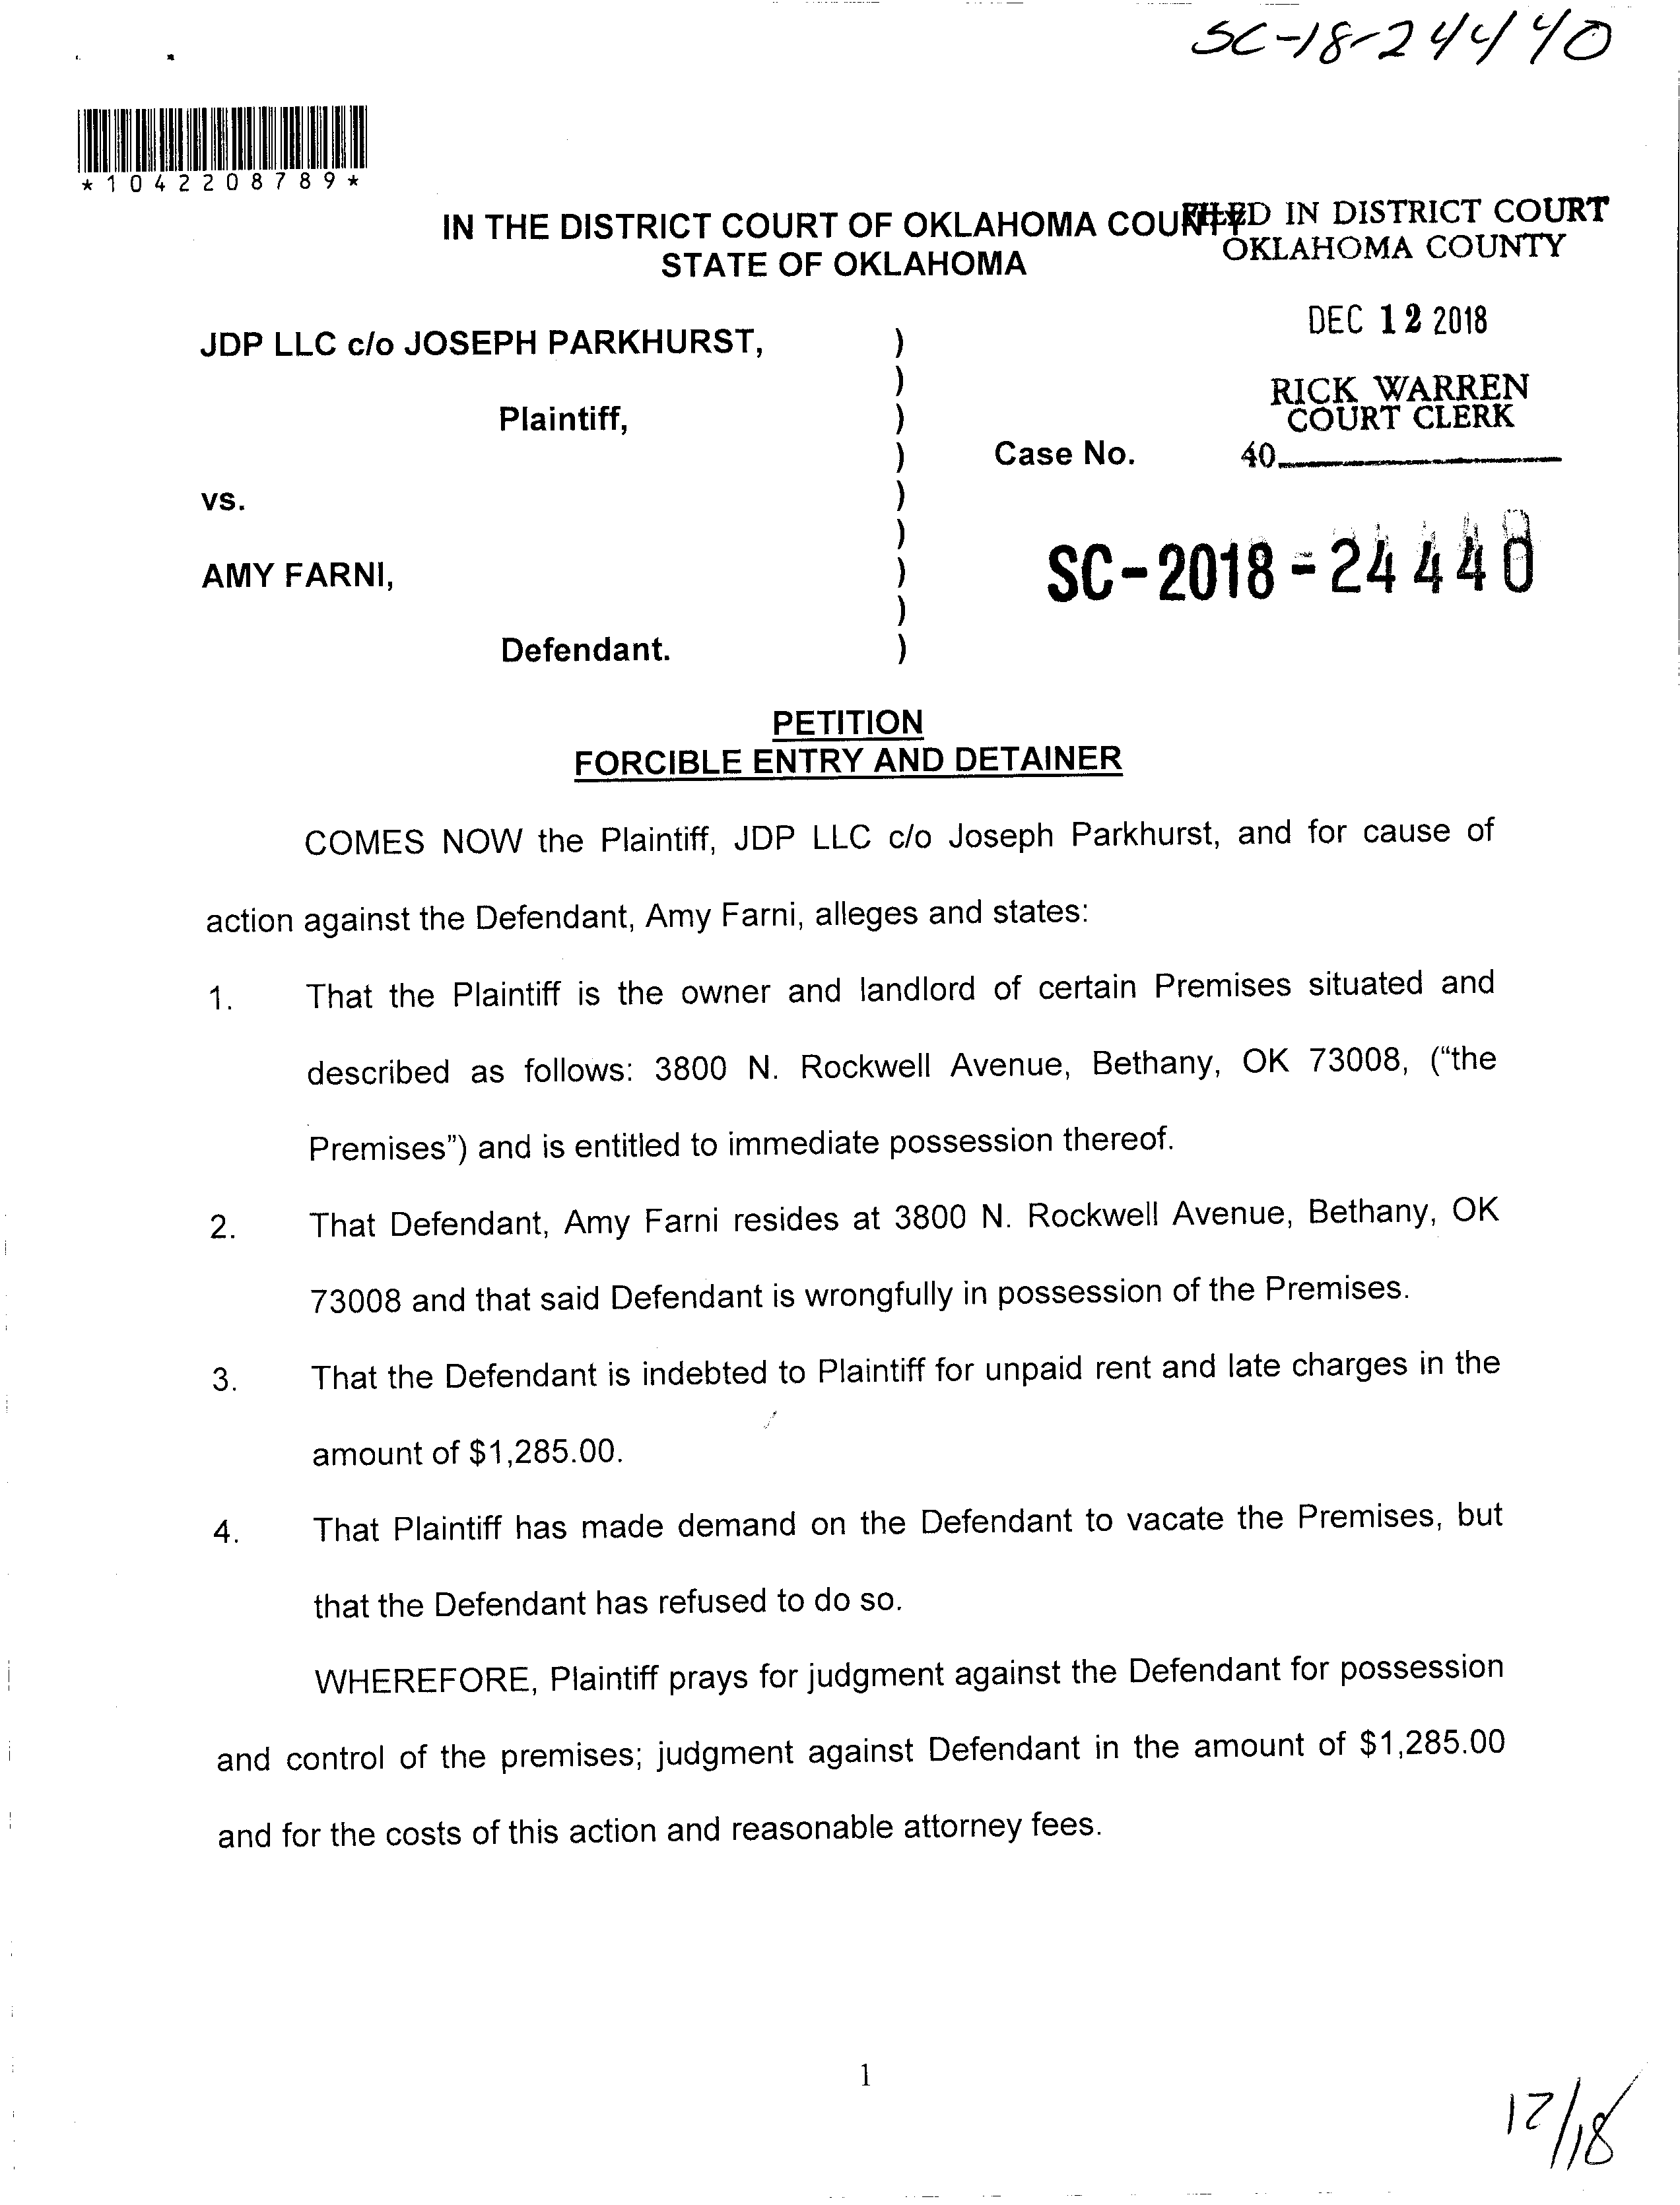 SC-18-24440
*1042208789*
IN THE DISTRICT COURT OF OKLAHOMA COUNTY
STATE OF OKLAHOMA
FILED IN DISTRICT COURT
OKLAHOMA COUNTY
DEC 12 2018
RICK WARREN
COURT CLERK
40
JDP LLC c/o JOSEPH PARKHURST, )
)
Plaintiff, )
) Case No.
vs. )
)
AMY FARNI, ) SC-2018-24440
)
Defendant. )
PETITION
FORCIBLE ENTRY AND DETAINER
COMES NOW the Plaintiff, JDP LLC c/o Joseph Parkhurst, and for cause of
action against the Defendant, Amy Farni, alleges and states:
1. That the Plaintiff is the owner and landlord of certain Premises situated and
described as follows: 3800 N. Rockwell Avenue, Bethany, OK 73008, (“the
Premises”) and is entitled to immediate possession thereof.
2. That Defendant, Amy Farni resides at 3800 N. Rockwell Avenue, Bethany, OK
73008 and that said Defendant is wrongfully in possession of the Premises.
3. That the Defendant is indebted to Plaintiff for unpaid rent and late charges in the
amount of $1,285.00.
4. That Plaintiff has made demand on the Defendant to vacate the Premises, but
that the Defendant has refused to do so.
WHEREFORE, Plaintiff prays for judgment against the Defendant for possession
and control of the premises; judgment against Defendant in the amount of $1,285.00
and for the costs of this action and reasonable attorney fees.
1
12/18